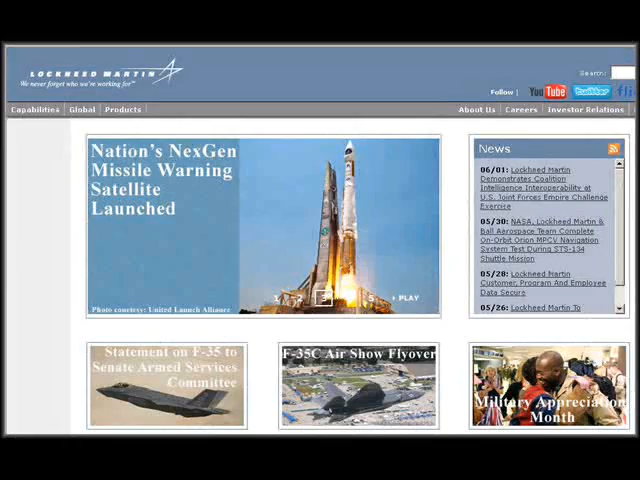 LOCKHEED MARTIN
We never forget who we're working for™
Search:
Follow |
YouTube
twitter
Capabilities
Global
Products
About Us
Careers
Investor Relations
Nation's NexGen
Missile Warning
Satellite
Launched
Photo courtesy: United Launch Alliance
1 2 3 5 PLAY
News
06/01: Lockheed Martin
Demonstrates Coalition
Intelligence Interoperability at
U.S. Joint Forces Empire Challenge
Exercise
05/30: NASA, Lockheed Martin &
Ball Aerospace Team Complete
On-Orbit Orion MPCV Navigation
System Test During STS-134
Shuttle Mission
05/28: Lockheed Martin
Customer, Program And Employee
Data Secure
05/26: Lockheed Martin To
Statement on F-35 to
Senate Armed Services
Committee
F-35C Air Show Flyover
Military Appreciation
Month